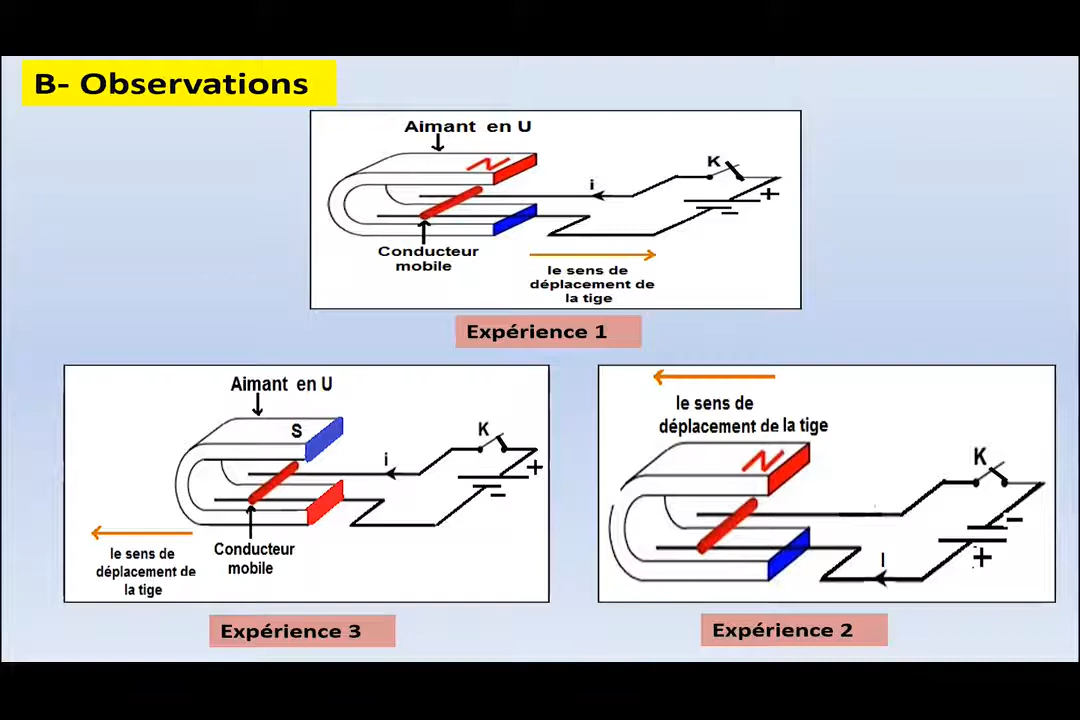 B- Observations
Aimant en U
N
K
i
+
-
Conducteur
mobile
le sens de
déplacement de
la tige
Expérience 1
Aimant en U
S
K
i
+
-
Conducteur
mobile
le sens de
déplacement de
la tige
Expérience 3
le sens de
déplacement de la tige
N
K
-
+
I
Expérience 2